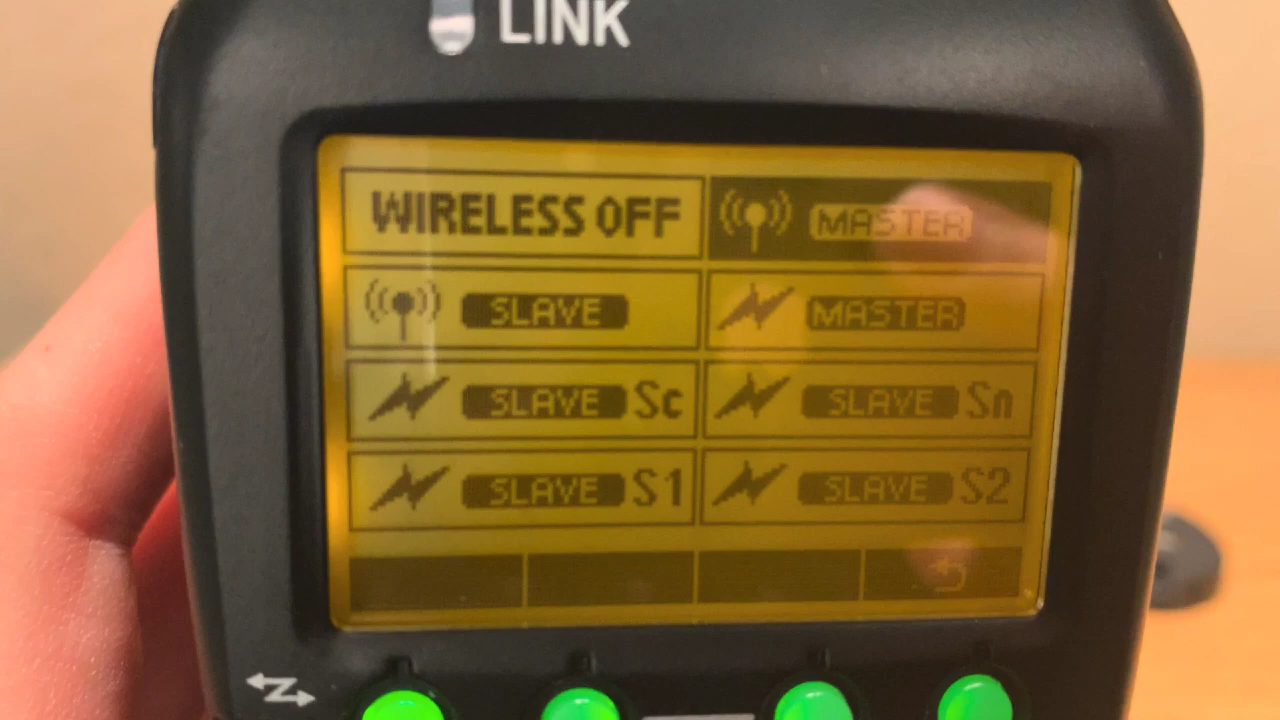 LINK
WIRELESS OFF MASTER
SLAVE MASTER
SLAVE Sc SLAVE Sn
SLAVE S1 SLAVE S2